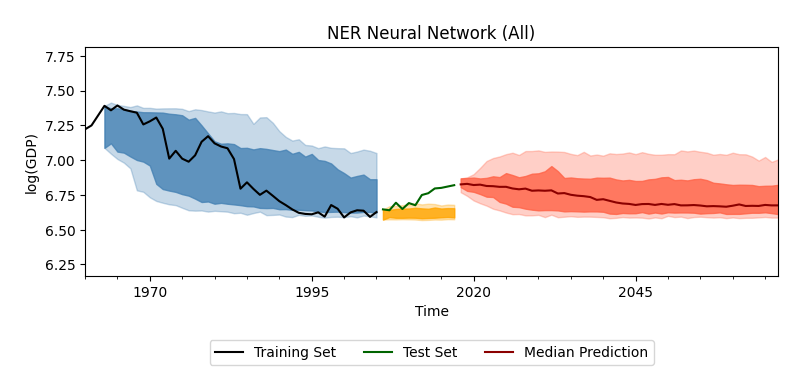 NER Neural Network (All)
7.75
7.50
7.25
7.00
6.75
6.50
6.25
log(GDP)
1970
1995
2020
2045
Time
Training Set
Test Set
Median Prediction